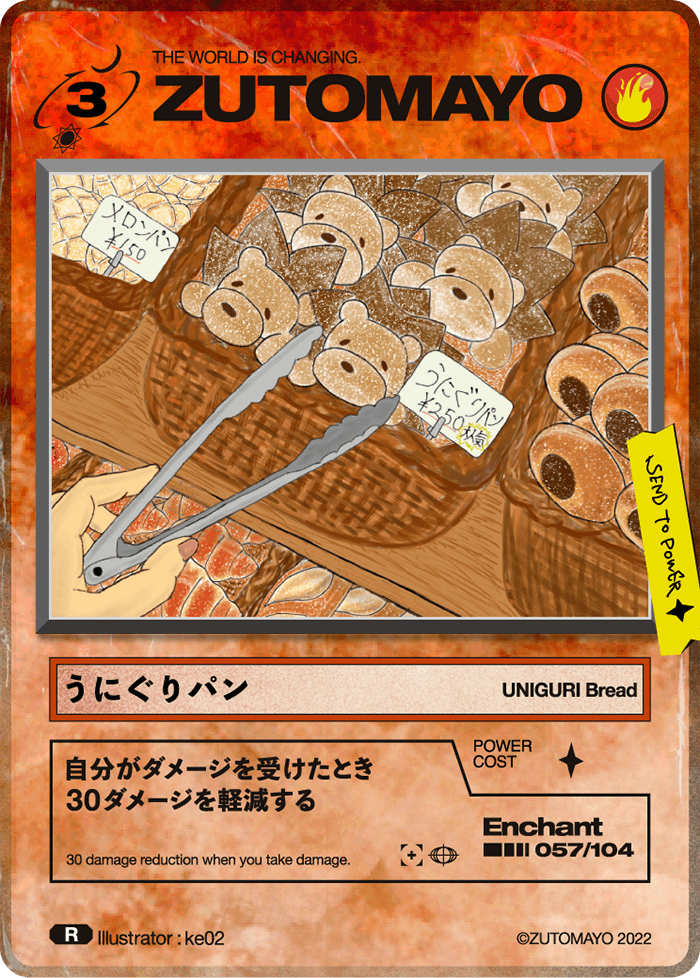 THE WORLD IS CHANGING.
3
ZUTOMAYO
メロンパン
¥150
うにぐりパン
¥250
人気
SEND TO POWER
うにぐりパン
UNIGURI Bread
自分がダメージを受けたとき
30ダメージを軽減する
30 damage reduction when you take damage.
POWER
COST
Enchant
057/104
R
Illustrator : ke02
©ZUTOMAYO 2022